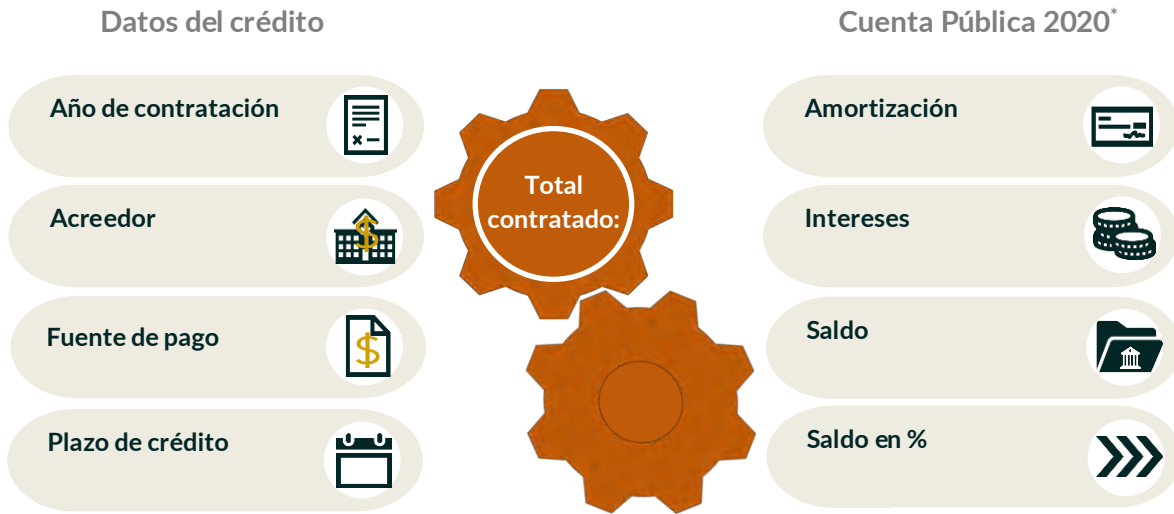 Datos del crédito
Año de contratación
Acreedor
Fuente de pago
Plazo de crédito
Total
contratado:
Cuenta Pública 2020*
Amortización
Intereses
Saldo
Saldo en %